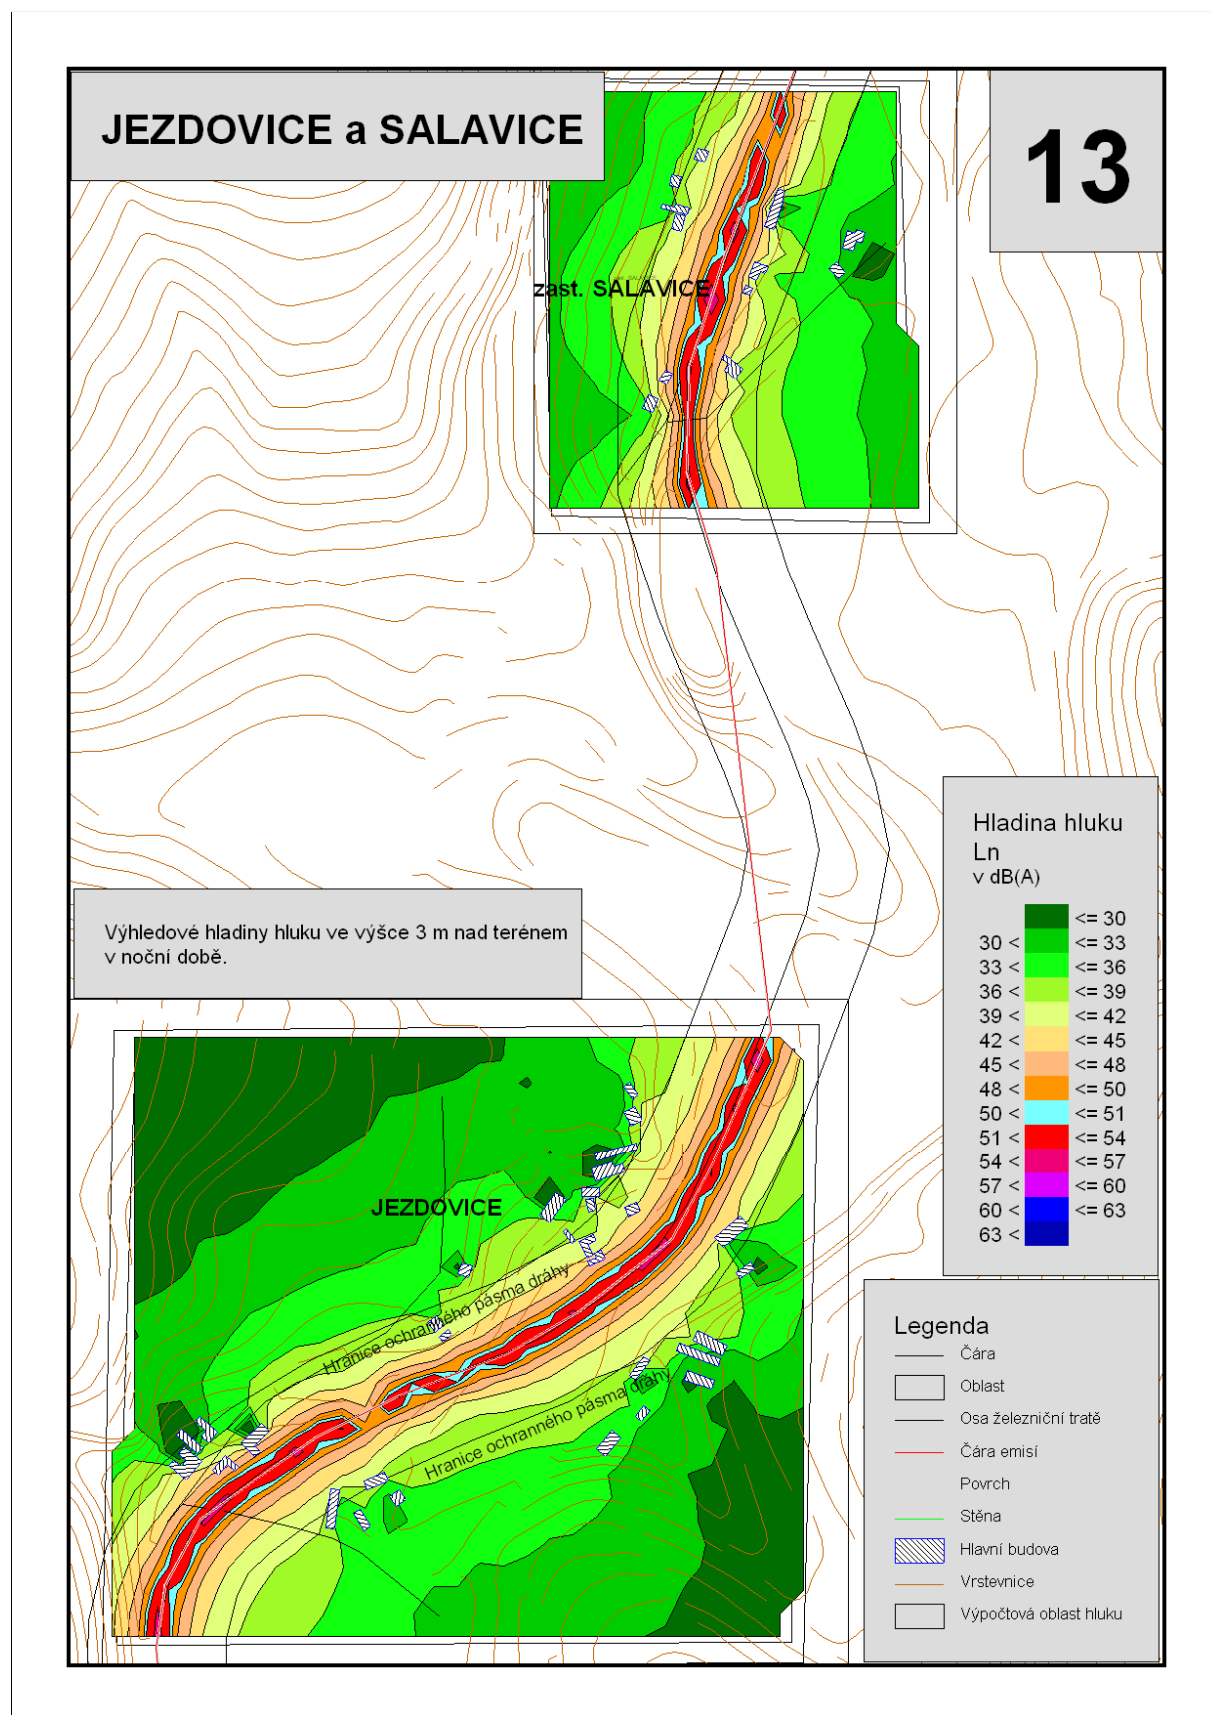 JEZDOVICE a SALAVICE
13
zast. SALAVICE
Hladina hluku
Ln
v dB(A)
<= 30
30 < <= 33
33 < <= 36
36 < <= 39
39 < <= 42
42 < <= 45
45 < <= 48
48 < <= 50
50 < <= 51
51 < <= 54
54 < <= 57
57 < <= 60
60 < <= 63
63 <
Výhledové hladiny hluku ve výšce 3 m nad terénem
v noční době.
JEZDOVICE
Hranice ochranného pásma dráhy
Hranice ochranného pásma dráhy
Legenda
Čára
Oblast
Osa železniční tratě
Čára emisí
Povrch
Stěna
Hlavní budova
Vrstevnice
Výpočtová oblast hluku